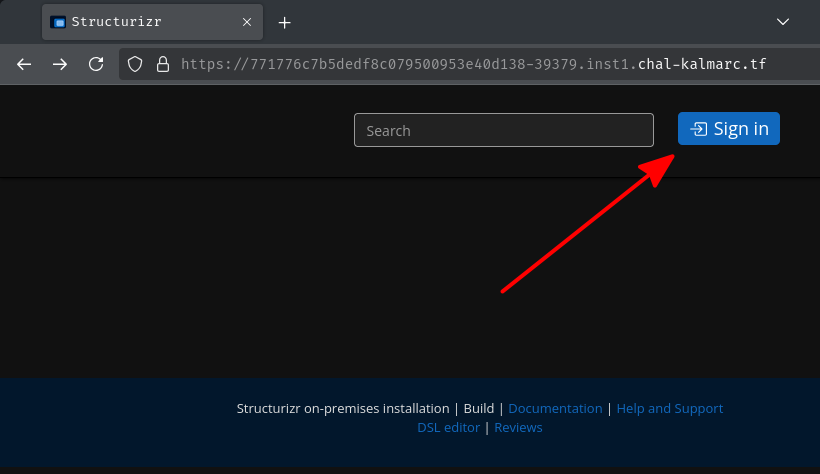 Structurizr
https://771776c7b5dedf8c079500953e40d138-39379.inst1.chal-kalmarc.tf
Search
Sign in
Structurizr on-premises installation | Build | Documentation | Help and Support
DSL editor | Reviews